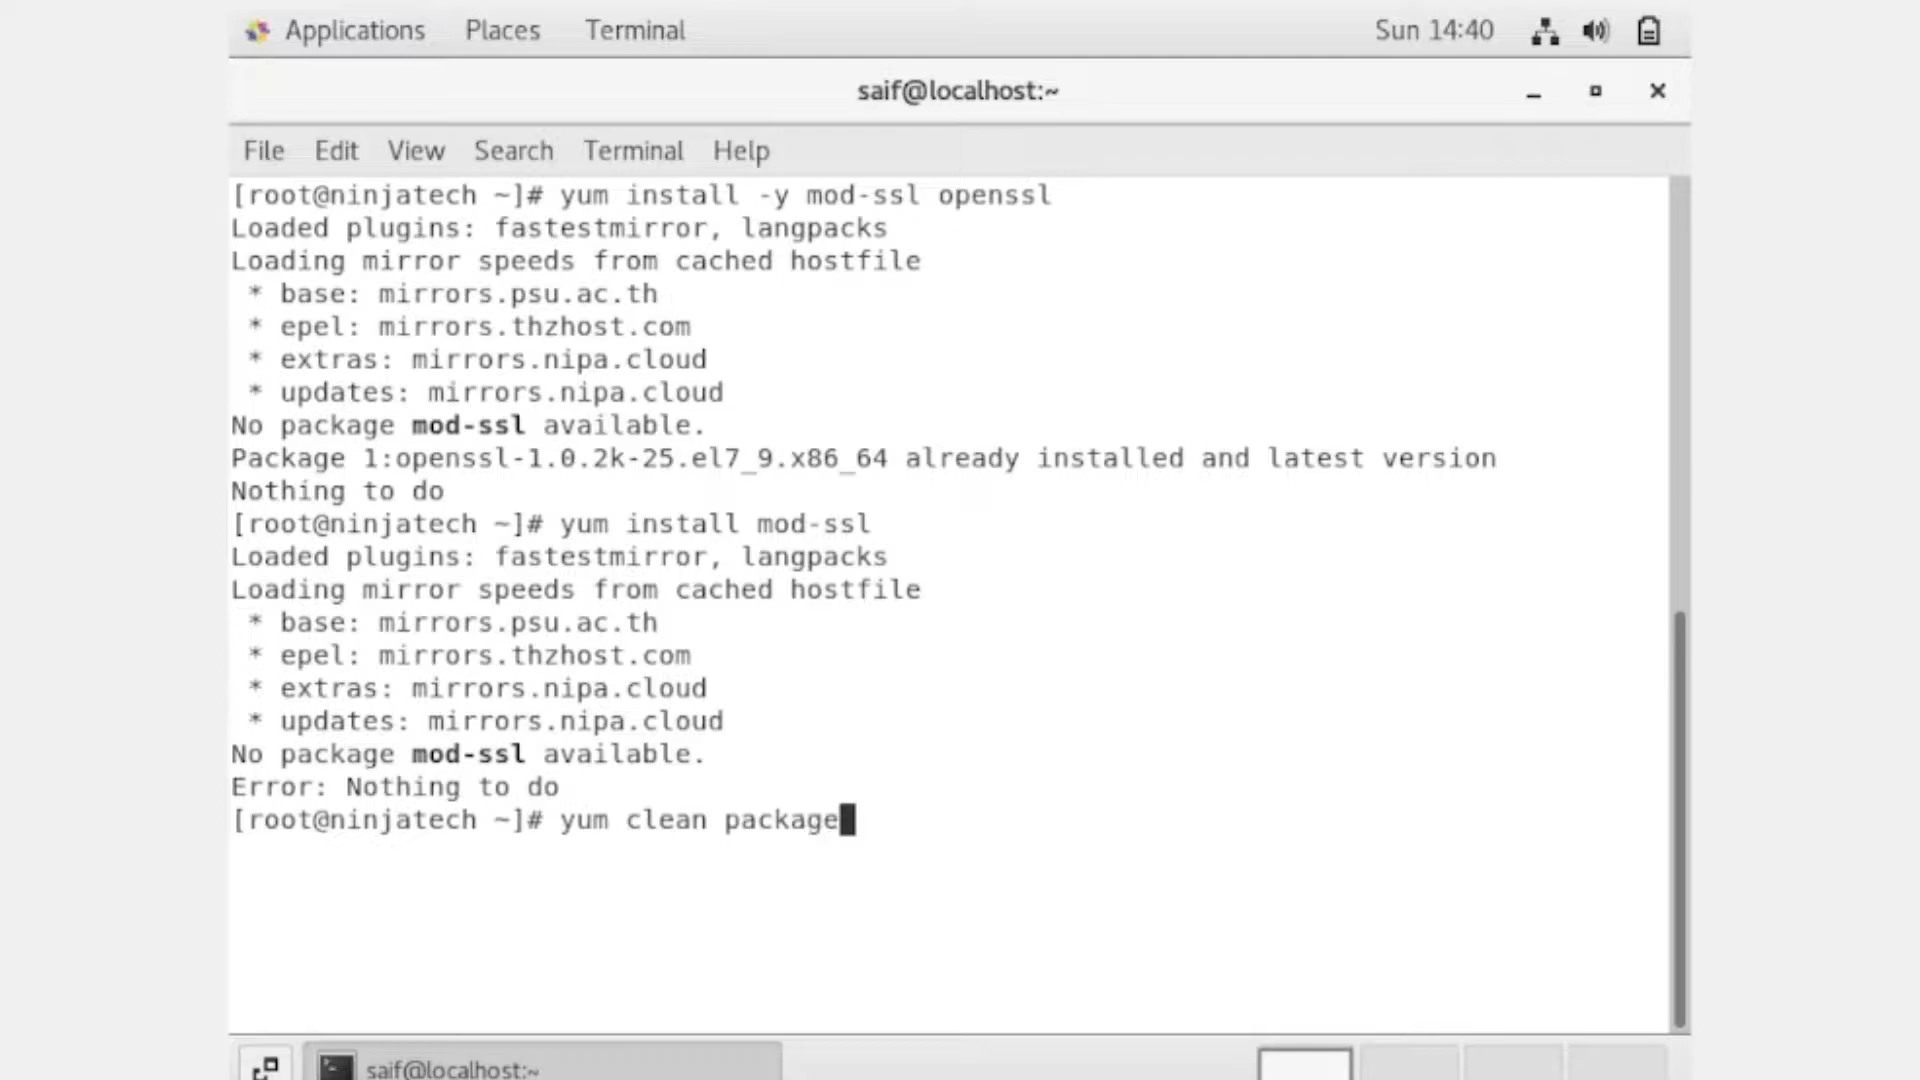 Applications Places Terminal Sun 14:40
saif@localhost:~
File Edit View Search Terminal Help
[root@ninjatech ~]# yum install -y mod-ssl openssl
Loaded plugins: fastestmirror, langpacks
Loading mirror speeds from cached hostfile
 * base: mirrors.psu.ac.th
 * epel: mirrors.thzhost.com
 * extras: mirrors.nipa.cloud
 * updates: mirrors.nipa.cloud
No package mod-ssl available.
Package 1:openssl-1.0.2k-25.el7_9.x86_64 already installed and latest version
Nothing to do
[root@ninjatech ~]# yum install mod-ssl
Loaded plugins: fastestmirror, langpacks
Loading mirror speeds from cached hostfile
 * base: mirrors.psu.ac.th
 * epel: mirrors.thzhost.com
 * extras: mirrors.nipa.cloud
 * updates: mirrors.nipa.cloud
No package mod-ssl available.
Error: Nothing to do
[root@ninjatech ~]# yum clean package
saif@localhost:~